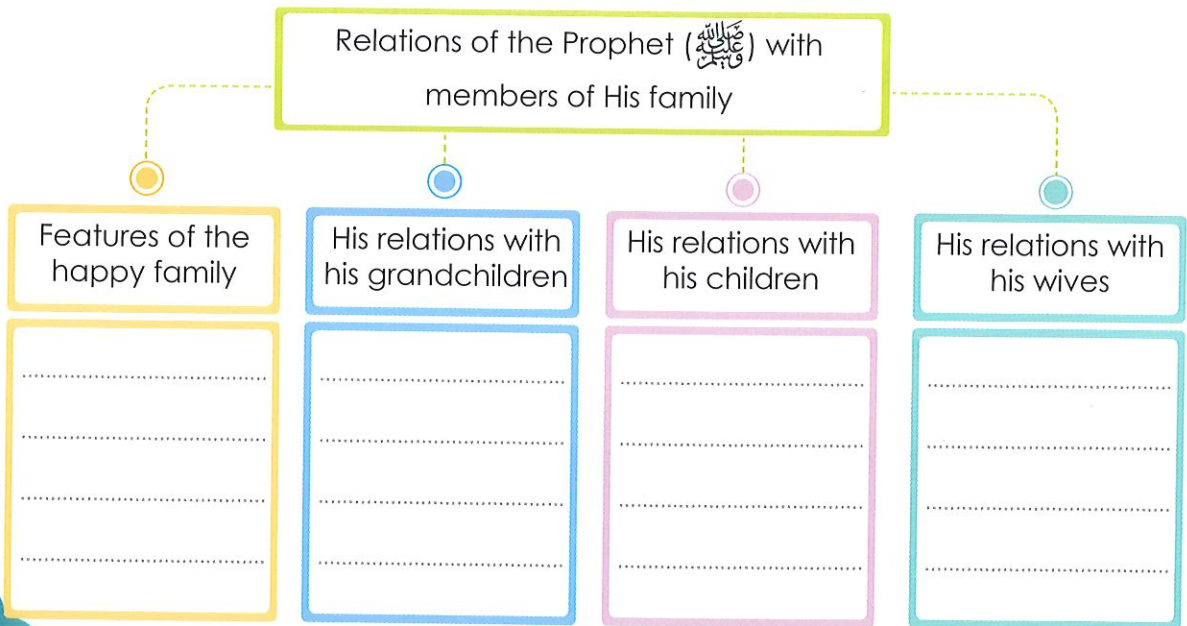 Relations of the Prophet (ﷺ) with
members of His family
Features of the
happy family
His relations with
his grandchildren
His relations with
his children
His relations with
his wives